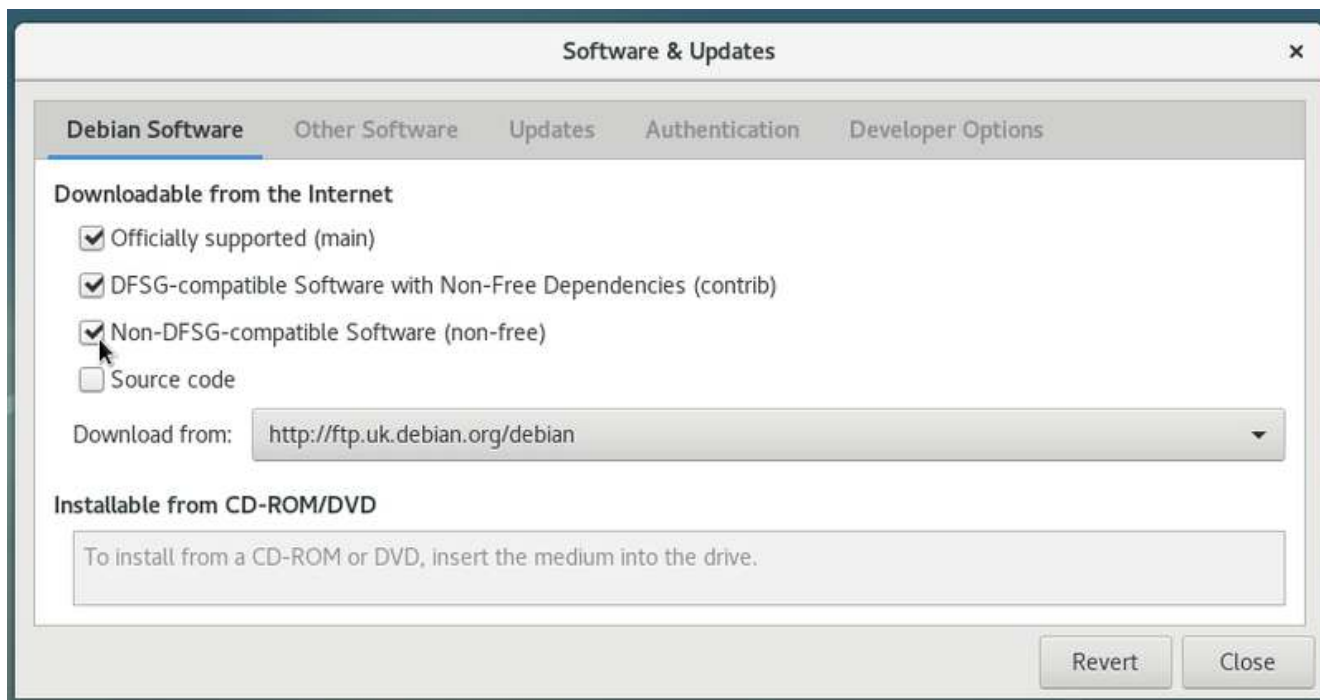 Software & Updates
Debian Software Other Software Updates Authentication Developer Options
Downloadable from the Internet
Officially supported (main)
DFSG-compatible Software with Non-Free Dependencies (contrib)
Non-DFSG-compatible Software (non-free)
Source code
Download from: http://ftp.uk.debian.org/debian
Installable from CD-ROM/DVD
To install from a CD-ROM or DVD, insert the medium into the drive.
Revert Close